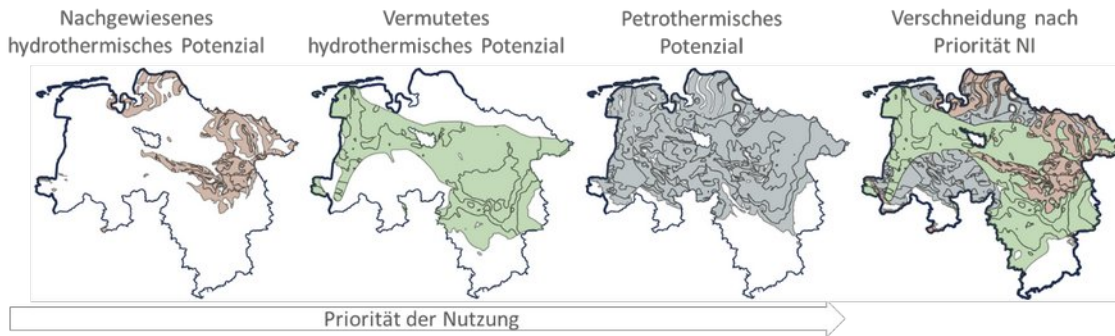 Nachgewiesenes
hydrothermisches Potenzial
Vermutetes
hydrothermisches Potenzial
Petrothermisches
Potenzial
Verschneidung nach
Priorität NI
Priorität der Nutzung